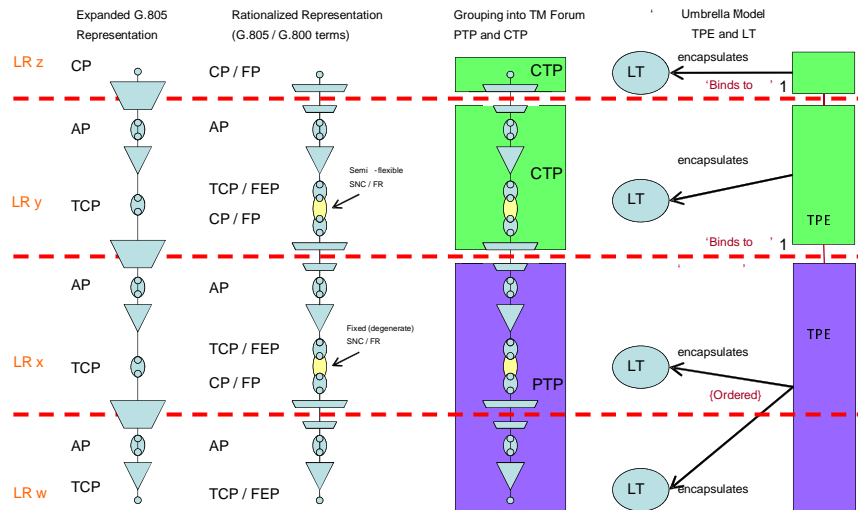 Expanded G.805
Representation
Rationalized Representation
(G.805 / G.800 terms)
Grouping into TM Forum
PTP and CTP
‘ Umbrella Model
TPE and LT
LR z
CP
CP / FP
CTP
LT
encapsulates
‘Binds to ’ 1
AP
AP
Semi -flexible
SNC / FR
CTP
encapsulates
LR y
TCP
TCP / FEP
CP / FP
LT
TPE
‘Binds to ’ 1
‘ ’
AP
AP
Fixed (degenerate)
SNC / FR
TPE
LR x
TCP
TCP / FEP
CP / FP
PTP
LT
encapsulates
{Ordered}
AP
AP
LR w
TCP
TCP / FEP
LT
encapsulates